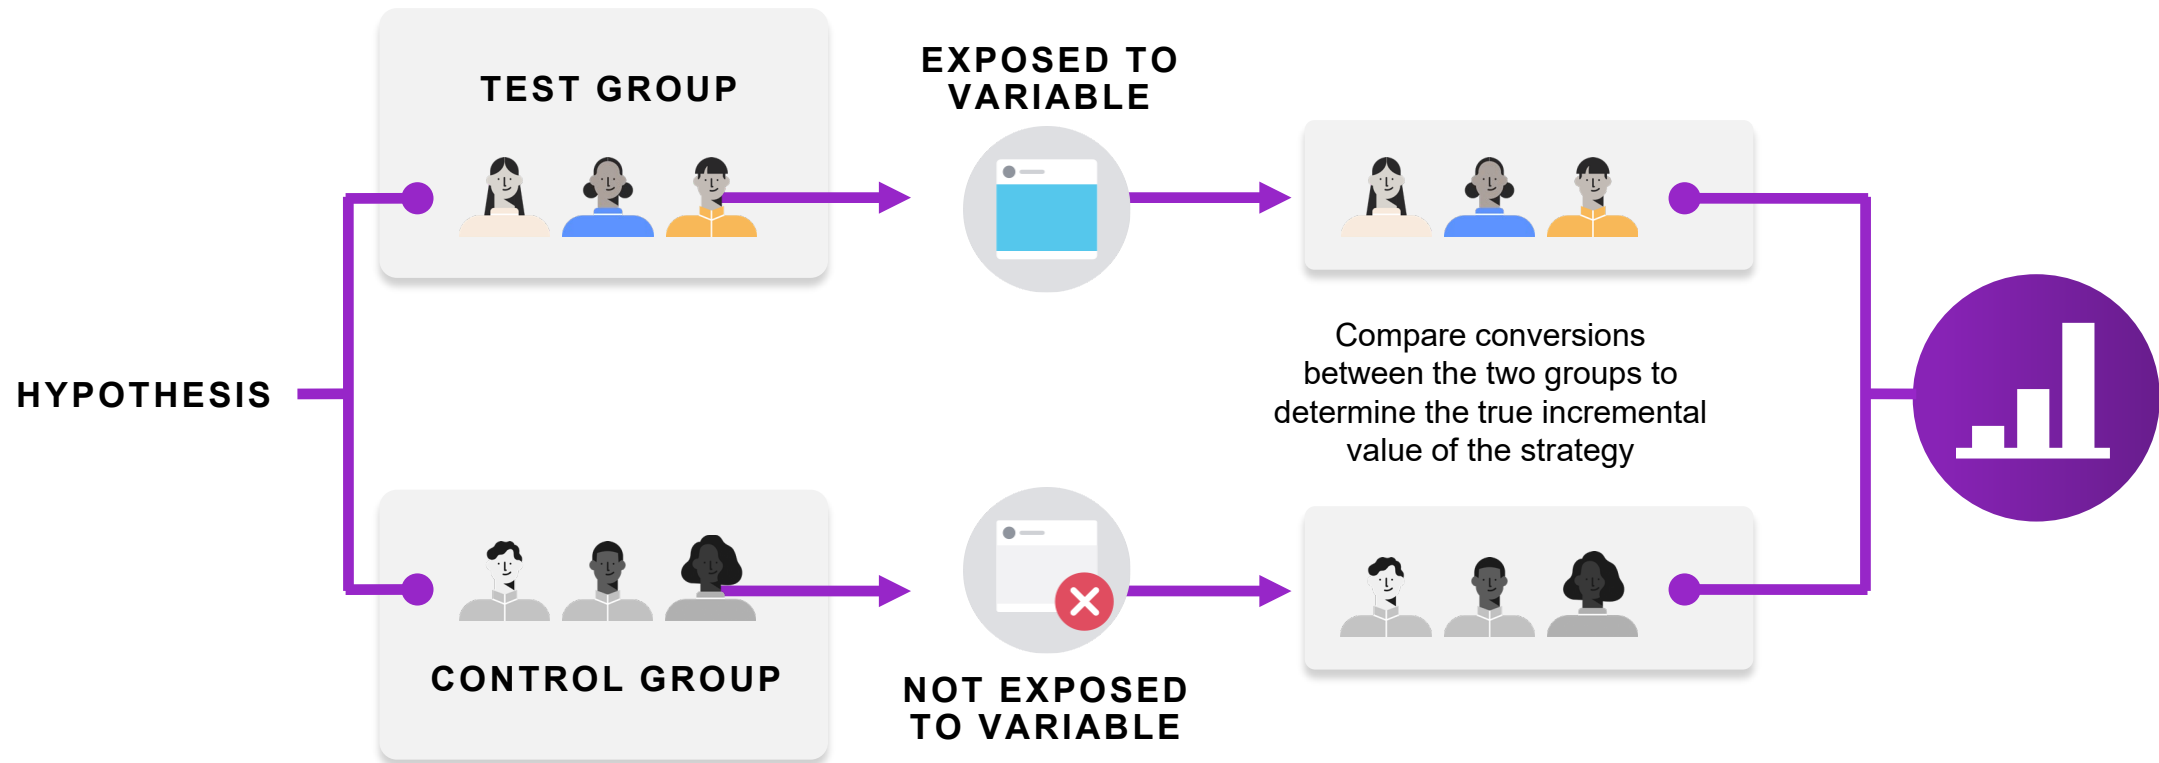 TEST GROUP
EXPOSED TO
VARIABLE
HYPOTHESIS
Compare conversions
between the two groups to
determine the true incremental
value of the strategy
CONTROL GROUP
NOT EXPOSED
TO VARIABLE